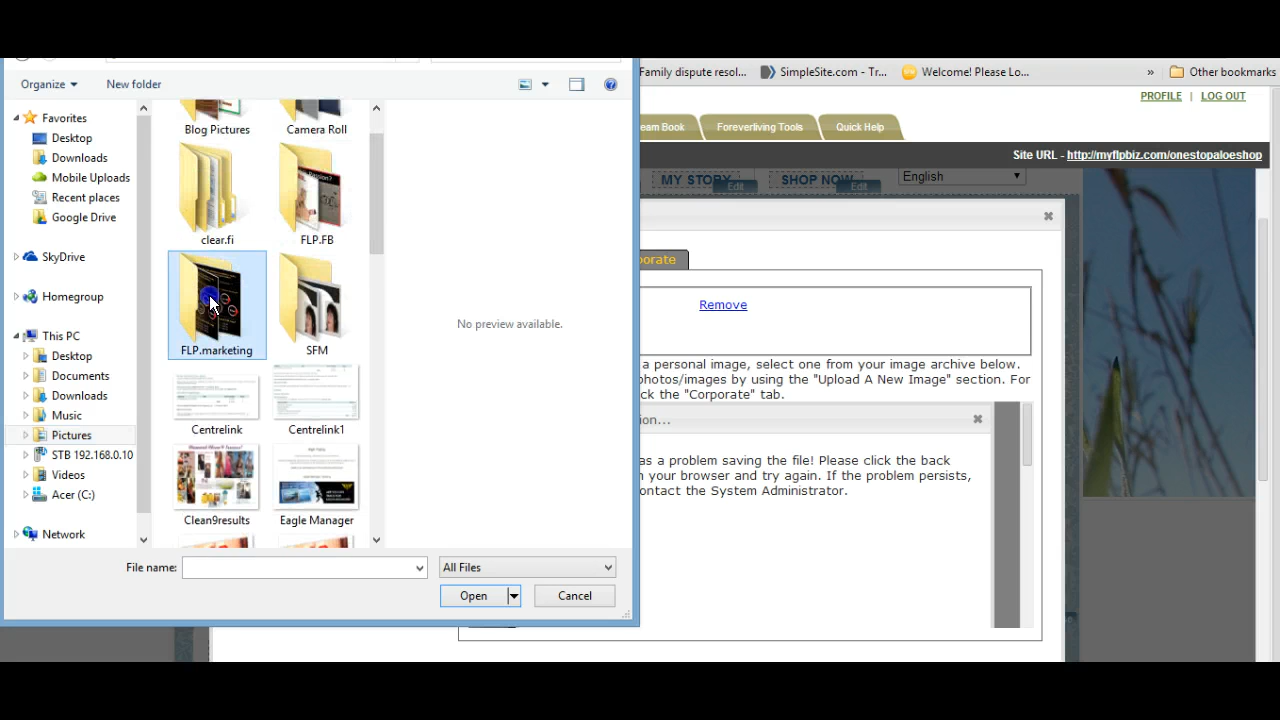 Organize
New folder
Favorites
Desktop
Downloads
Mobile Uploads
Recent places
Google Drive
SkyDrive
Homegroup
This PC
Desktop
Documents
Downloads
Music
Pictures
STB 192.168.0.10
Videos
Acer (C:)
Network
Blog Pictures
Camera Roll
clear.fi
FLP.FB
FLP.marketing
SFM
Centrelink
Centrelink1
Clean9results
Eagle Manager
No preview available.
File name:
All Files
Open
Cancel
Family dispute resol...
SimpleSite.com - Tr...
Welcome! Please Lo...
»
Other bookmarks
PROFILE | LOG OUT
eam Book
Foreverliving Tools
Quick Help
Site URL - http://myflpbiz.com/onestopaloeshop
MY STORY
Edit
SHOP NOW
Edit
English
porate
Remove
a personal image, select one from your image archive below.
photos/images by using the "Upload A New Image" section. For
ck the "Corporate" tab.
ion...
as a problem saving the file! Please click the back
n your browser and try again. If the problem persists,
ontact the System Administrator.